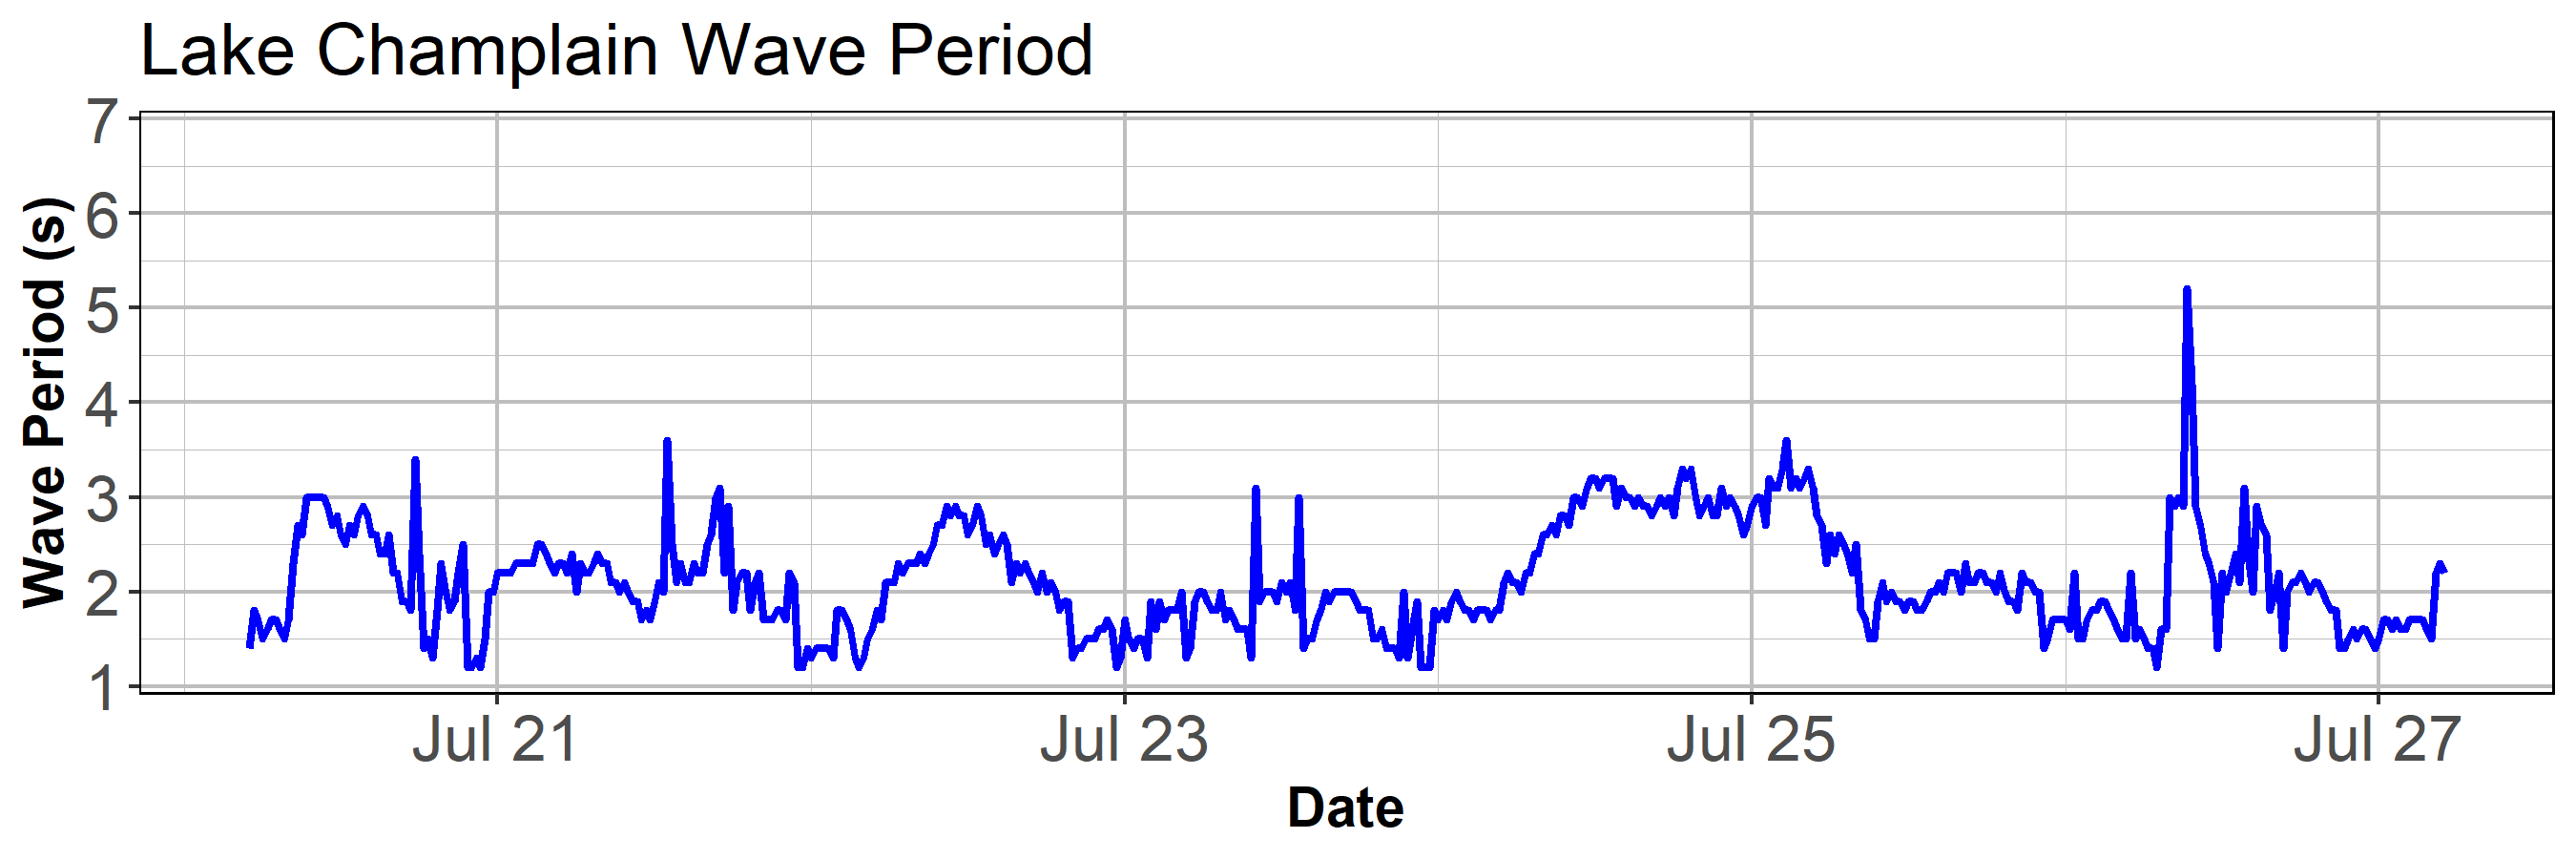 Lake Champlain Wave Period
Wave Period (s)
7
6
5
4
3
2
1
Jul 21
Jul 23
Jul 25
Jul 27
Date